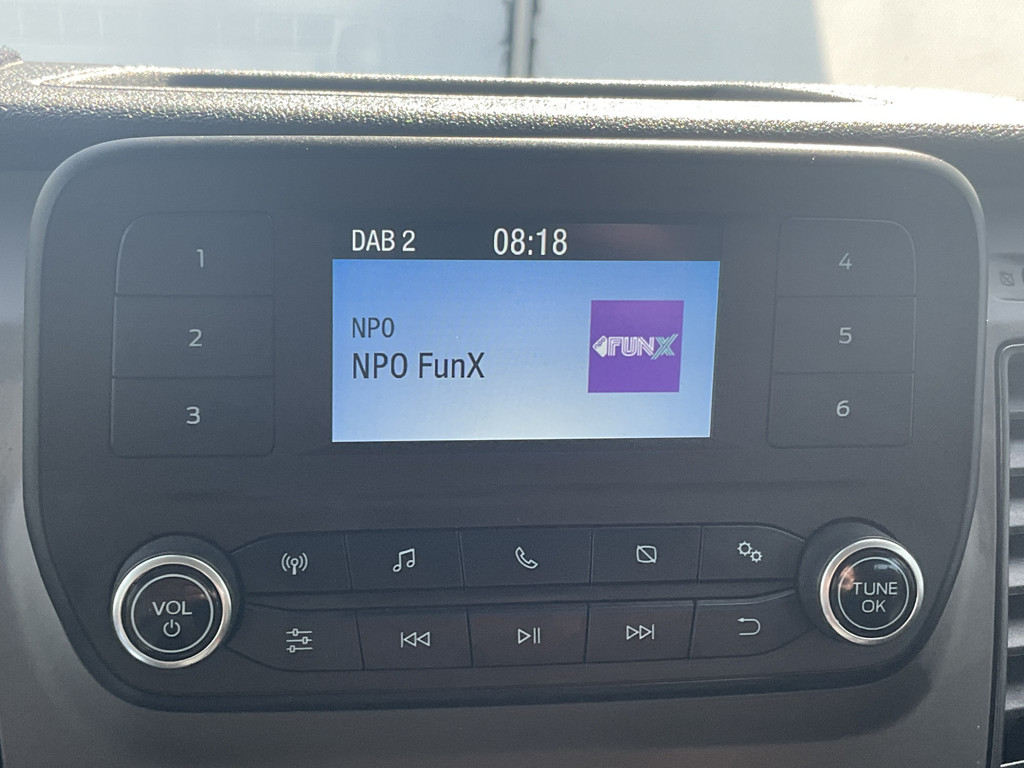 DAB 2 08:18
NPO
NPO FunX
FUNX
1
2
3
4
5
6
VOL
TUNE
OK